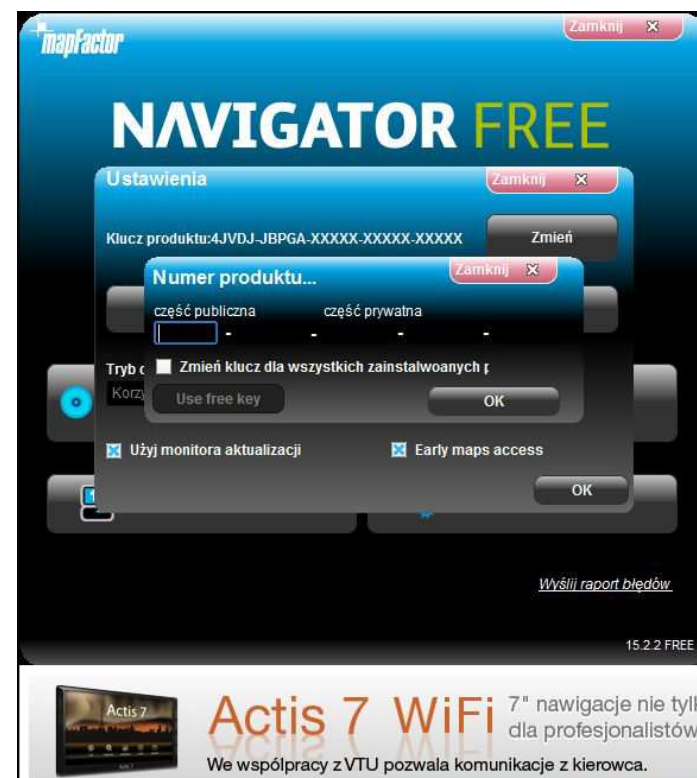 mapFactor
Zamknij X
NAVIGATOR FREE
Ustawienia
Zamknij X
Klucz produktu:4JVDJ-JBPGA-XXXXX-XXXXX-XXXXX
Zmień
Numer produktu...
Zamknij X
część publiczna
część prywatna
- - - -
Tryb
Zmień klucz dla wszystkich zainstalwoanych
Korzy
Use free key
OK
Użyj monitora aktualizacji
Early maps access
OK
Wyślij raport błędów
15.2.2 FREE
Actis 7
Actis 7 WiFi
7" nawigacje nie tylk
dla profesjonalistów
We współpracy z VTU pozwala komunikacje z kierowca.